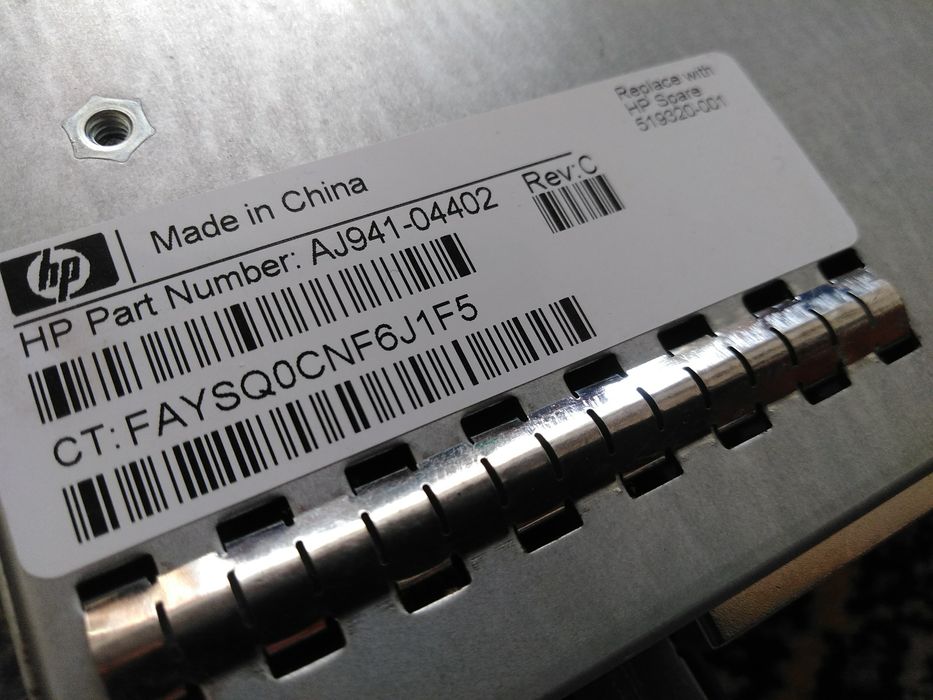 Replace with
HP Spare
519320-001
hp
Made in China
HP Part Number: AJ941-04402
Rev:C
CT:FAYSQ0CNF6J1F5